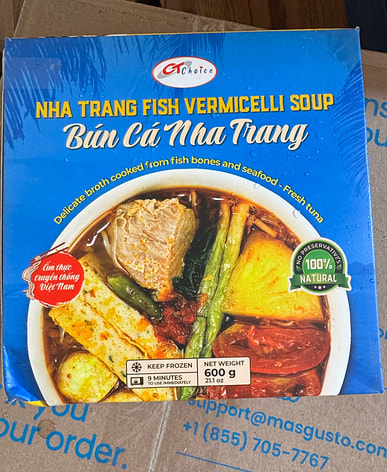 CT Choice
NHA TRANG FISH VERMICELLI SOUP
Bún Cá Nha Trang
Delicate broth cooked from fish bones and seafood - Fresh tuna
NO PRESERVATIVES
100%
NATURAL
Ẩm thực
truyền thống
Việt Nam
KEEP FROZEN
9 MINUTES
TO USE IMMEDIATELY
NET WEIGHT
600 g
21.1 oz
our order.
support@masgusto.com
+1 (855) 705-7767